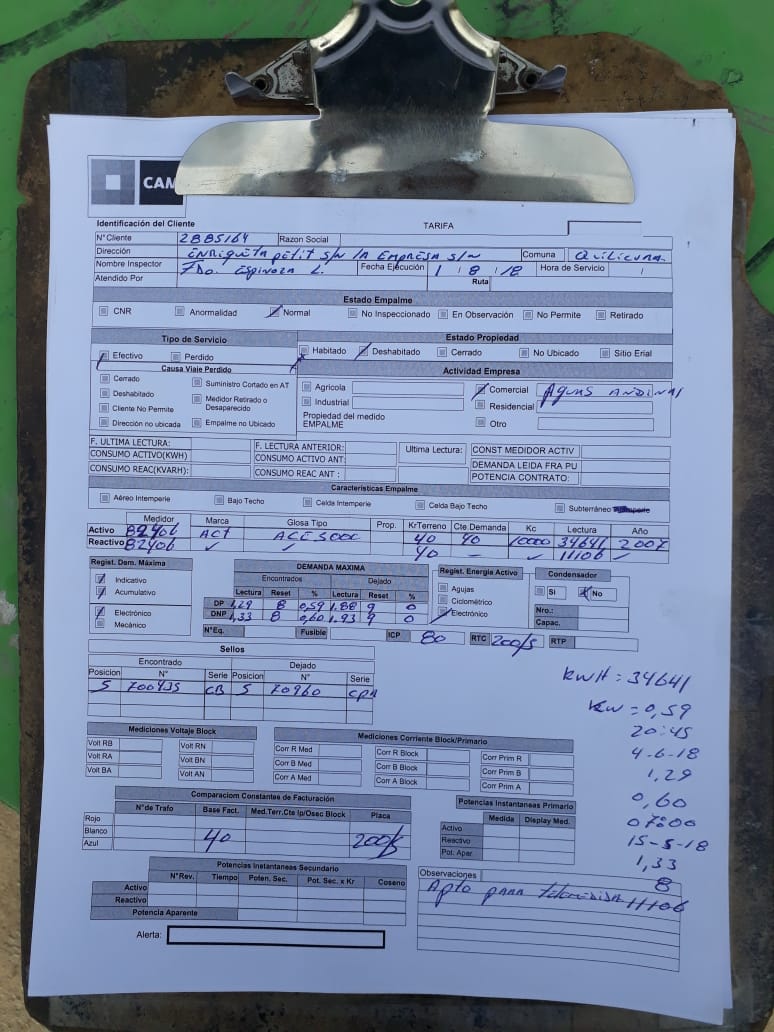 CAM
Identificación del Cliente TARIFA
N°Cliente 2885164 Razon Social
Dirección Enriqueta petit s/n la Empresa s/n Comuna Quilicura.
Nombre Inspector Fdo. Espinoza L. Fecha Ejecución 1 / 8 / 18 Hora de Servicio /
Atendido Por Ruta
Estado Empalme
CNR Anormalidad Normal No Inspeccionado En Observación No Permite Retirado
Tipo de Servicio Estado Propiedad
Efectivo Perdido Habitado Deshabitado Cerrado No Ubicado Sitio Erial
Causa Viaje Perdido Actividad Empresa
Cerrado Suministro Cortado en AT Agricola Comercial Aguas Andinas
Deshabitado Medidor Retirado o Desaparecido Industrial Residencial
Cliente No Permite Propiedad del medido
Dirección no ubicada Empalme no Ubicado EMPALME Otro
F. ULTIMA LECTURA: F. LECTURA ANTERIOR: Ultima Lectura: CONST MEDIDOR ACTIV
CONSUMO ACTIVO(KWH) CONSUMO ACTIVO ANT: DEMANDA LEIDA FRA PU
CONSUMO REAC(KVARH): CONSUMO REAC ANT : POTENCIA CONTRATO:
Características Empalme
Aéreo Intemperie Bajo Techo Celda Intemperie Celda Bajo Techo Subterráneo
Medidor Marca Glosa Tipo Prop. KrTerreno Cte Demanda Kc Lectura Año
Activo 82406 ACT ACE5000 40 40 10000 34641 2007
Reactivo 82406 ✓ ✓ 40 — ✓ 11106 ✓
Regist. Dem. Máxima DEMANDA MAXIMA Regist. Energia Activo Condensador
Indicativo Encontrados Dejado Agujas Si No
Acumulativo Lectura Reset % Lectura Reset % Ciclométrico Nro.:
Electrónico DP 1,29 8 0,59 1.88 9 0 Electrónico Capac.
Mecánico DNP 1,33 8 0,60 1.93 9 0
N°Eq. Fusible ICP 80 RTC 200/5 RTP
Sellos
Encontrado Dejado
Posicion N° Serie Posicion N° Serie
5 700435 CB 5 70960
kWH = 34641
KW = 0,59
20:45
4-6-18
1,29
0,60
07:00
15-5-18
1,33
8
11106
Mediciones Voltaje Block Mediciones Corriente Block/Primario
Volt RB Volt RN Corr R Med Corr R Block Corr Prim R
Volt RA Volt BN Corr B Med Corr B Block Corr Prim B
Volt BA Volt AN Corr A Med Corr A Block Corr Prim A
Comparacíom Constantes de Facturación Potencias Instantaneas Primario
N°de Trafo Base Fact. Med.Terr.Cte Ip/Osec Block Placa Medida Display Med.
Rojo Activo
Blanco 40 200/5 Reactivo
Azul Pot. Apar
Potencias Instantaneas Secundario
N°Rev. Tiempo Poten. Sec. Pot. Sec. x Kr Coseno
Activo
Reactivo
Potencia Aparente
Observaciones
Apto para telemedida
Alerta: